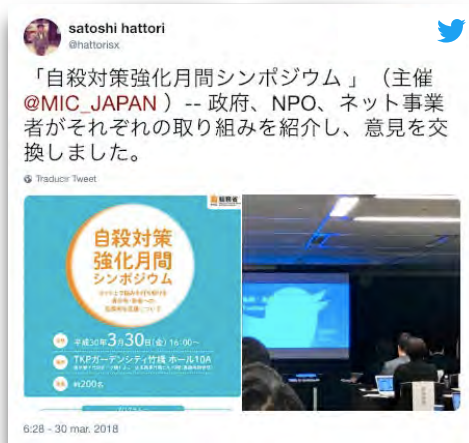 satoshi hattori
@hattorisx
「自殺対策強化月間シンポジウム 」（主催
@MIC_JAPAN ）-- 政府、NPO、ネット事業
者がそれぞれの取り組みを紹介し、意見を交
換しました。
Traducir Tweet
総務省
自殺対策
強化月間
シンポジウム
平成30年3月30日(金) 16:00～
TKPガーデンシティ竹橋 ホール10A
約200名
6:28 - 30 mar. 2018